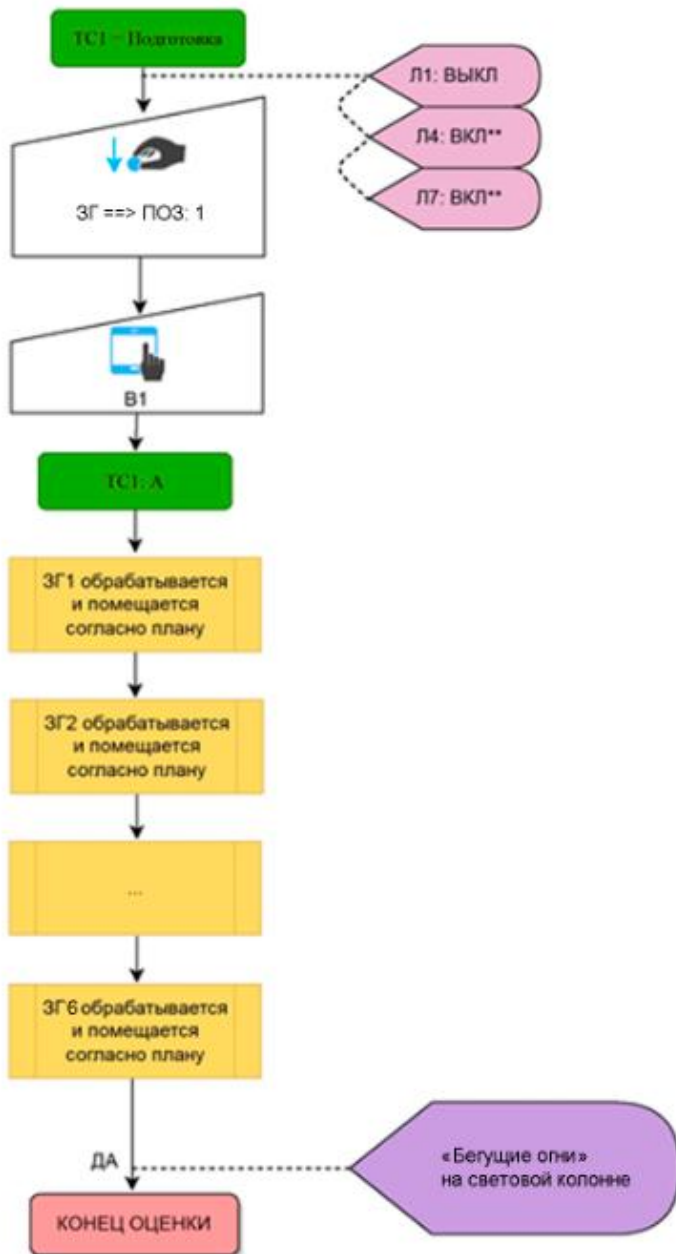 ТС1 – Подготовка
Л1: ВЫКЛ
Л4: ВКЛ**
Л7: ВКЛ**
ЗГ ==> ПОЗ: 1
В1
ТС1: А
ЗГ1 обрабатывается
и помещается
согласно плану
ЗГ2 обрабатывается
и помещается
согласно плану
...
ЗГ6 обрабатывается
и помещается
согласно плану
ДА
«Бегущие огни»
на световой колонне
КОНЕЦ ОЦЕНКИ